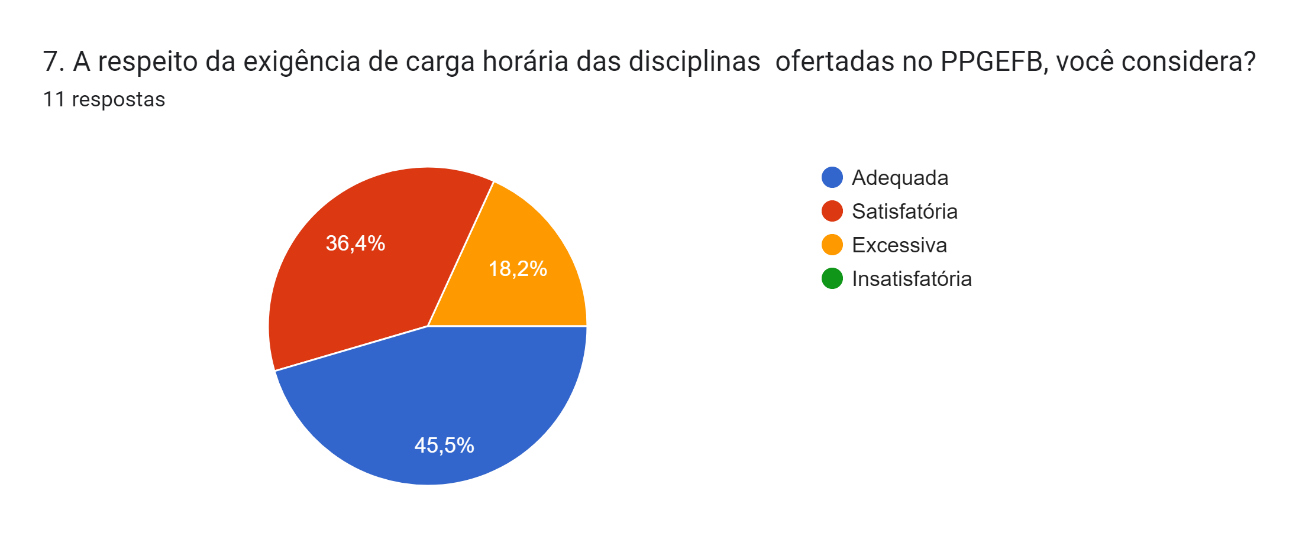 7. A respeito da exigência de carga horária das disciplinas  ofertadas no PPGEFB, você considera?
11 respostas
Adequada
Satisfatória
Excessiva
Insatisfatória
36,4%
18,2%
45,5%